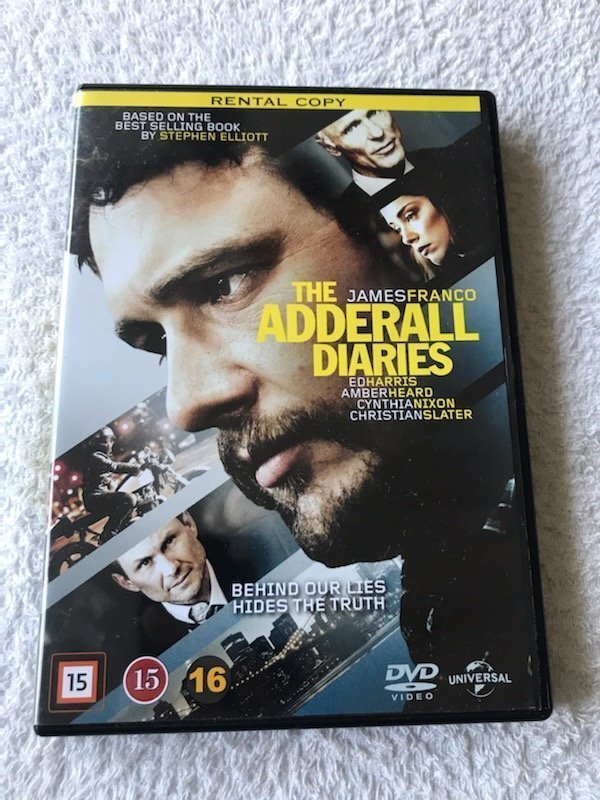 RENTAL COPY
BASED ON THE
BEST SELLING BOOK
BY STEPHEN ELLIOTT
THE JAMESFRANCO
ADDERALL
DIARIES
EDHARRIS
AMBERHEARD
CYNTHIANIXON
CHRISTIANSLATER
BEHIND OUR LIES
HIDES THE TRUTH
15 15 16 DVD VIDEO UNIVERSAL